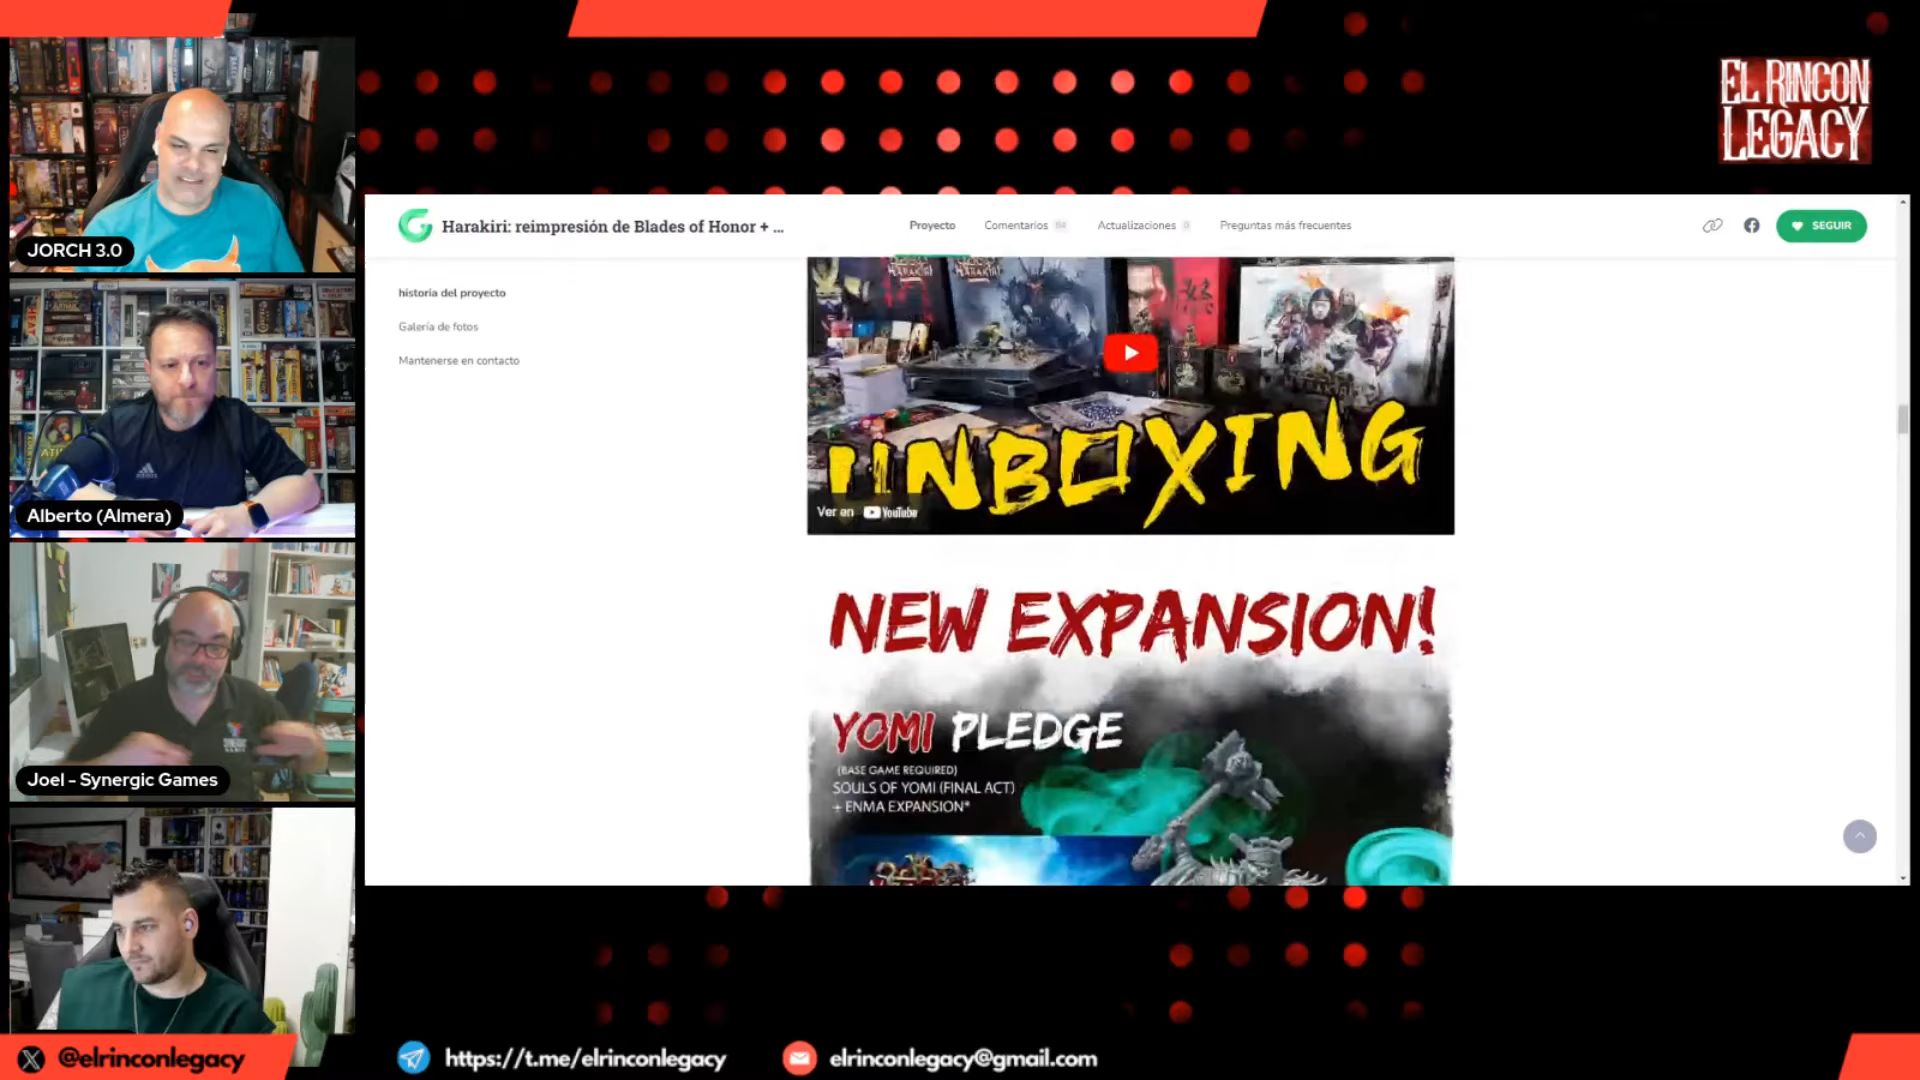 EL RINCON
LEGACY
JORCH 3.0
Alberto (Almera)
Joel - Synergic Games
Harakiri: reimpresión de Blades of Honor + ...
Proyecto
Comentarios
Actualizaciones 0
Preguntas más frecuentes
SEGUIR
historia del proyecto
Galería de fotos
Mantenerse en contacto
UNBOXING
Ver en YouTube
NEW EXPANSION!
YOMI PLEDGE
(BASE GAME REQUIRED)
SOULS OF YOMI (FINAL ACT)
+ ENMA EXPANSION*
@elrinconlegacy
https://t.me/elrinconlegacy
elrinconlegacy@gmail.com